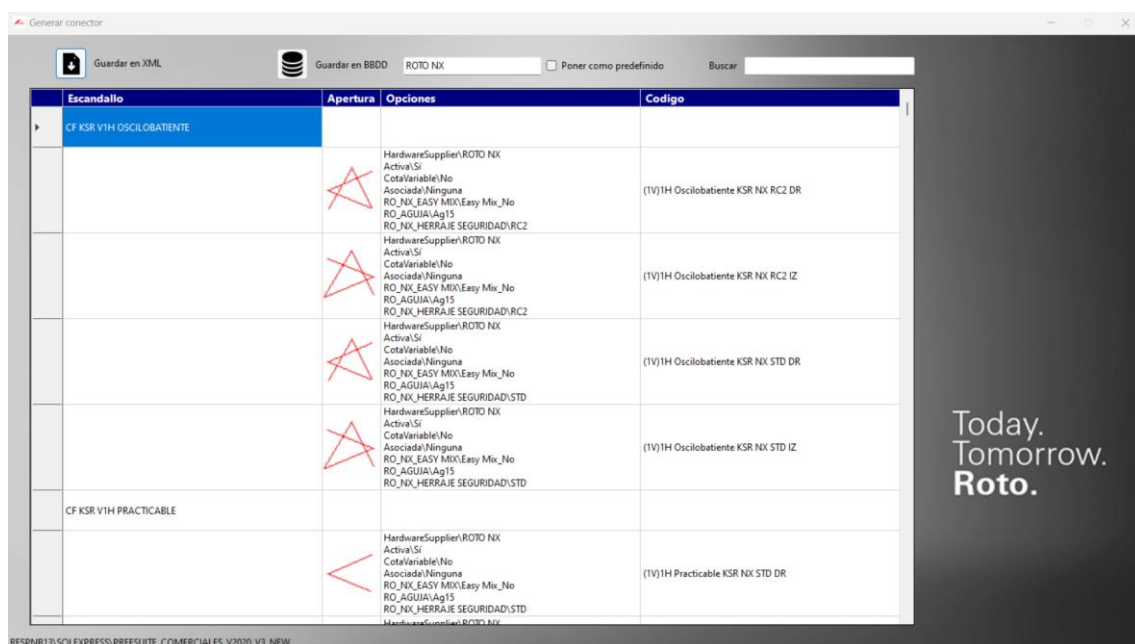 Generar conector
Guardar en XML
Guardar en BBDD
ROTO NX
Poner como predefinido
Buscar
Escandallo Apertura Opciones Codigo
CF KSR V1H OSCILOBATIENTE
HardwareSupplier\ROTO NX
Activa\Sí
CotaVariable\No
Asociada\Ninguna
RO_NX_EASY MIX\Easy Mix_No
RO_AGUJA\Ag15
RO_NX_HERRAJE SEGURIDAD\RC2
(1V)1H Oscilobatiente KSR NX RC2 DR
HardwareSupplier\ROTO NX
Activa\Sí
CotaVariable\No
Asociada\Ninguna
RO_NX_EASY MIX\Easy Mix_No
RO_AGUJA\Ag15
RO_NX_HERRAJE SEGURIDAD\RC2
(1V)1H Oscilobatiente KSR NX RC2 IZ
HardwareSupplier\ROTO NX
Activa\Sí
CotaVariable\No
Asociada\Ninguna
RO_NX_EASY MIX\Easy Mix_No
RO_AGUJA\Ag15
RO_NX_HERRAJE SEGURIDAD\STD
(1V)1H Oscilobatiente KSR NX STD DR
HardwareSupplier\ROTO NX
Activa\Sí
CotaVariable\No
Asociada\Ninguna
RO_NX_EASY MIX\Easy Mix_No
RO_AGUJA\Ag15
RO_NX_HERRAJE SEGURIDAD\STD
(1V)1H Oscilobatiente KSR NX STD IZ
CF KSR V1H PRACTICABLE
HardwareSupplier\ROTO NX
Activa\Sí
CotaVariable\No
Asociada\Ninguna
RO_NX_EASY MIX\Easy Mix_No
RO_AGUJA\Ag15
RO_NX_HERRAJE SEGURIDAD\STD
(1V)1H Practicable KSR NX STD DR
HardwareSupplier\ROTO NX
Today.
Tomorrow.
Roto.
RESPNB13\SQLEXPRESS\PREFSUITE_COMERCIALES_V2020_V3_NEW